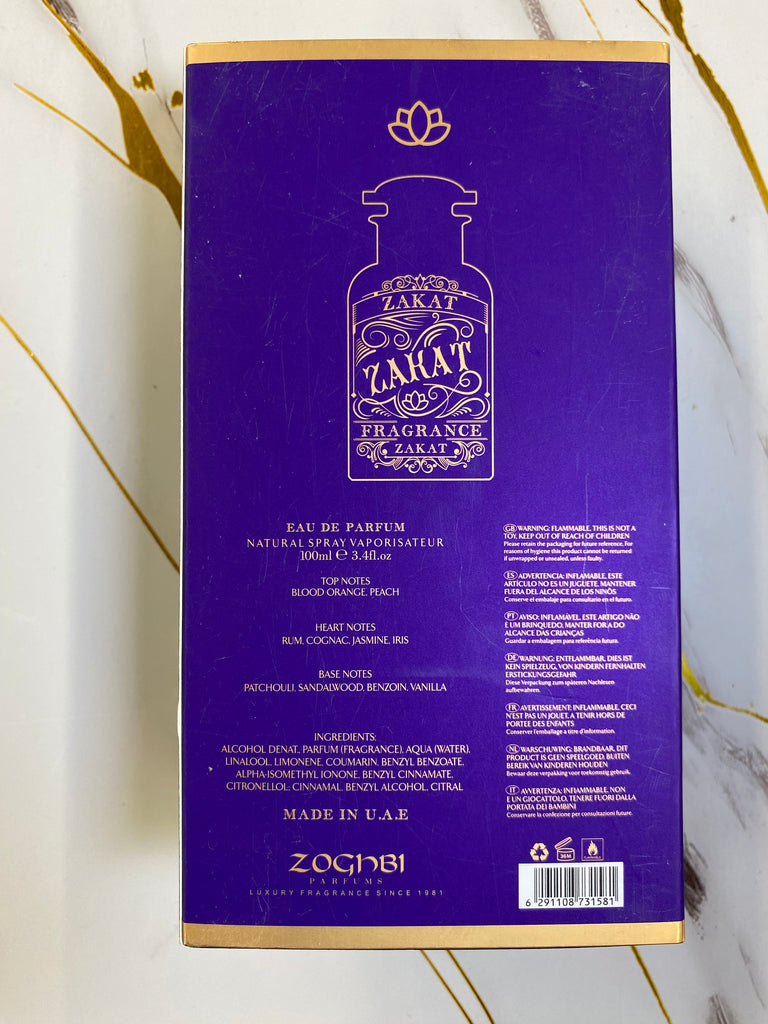 ZAKAT
ZAKAT
FRAGRANCE
ZAKAT
EAU DE PARFUM
NATURAL SPRAY VAPORISATEUR
100ml ℮ 3.4fl.oz
TOP NOTES
BLOOD ORANGE, PEACH
HEART NOTES
RUM, COGNAC, JASMINE, IRIS
BASE NOTES
PATCHOULI, SANDALWOOD, BENZOIN, VANILLA
INGREDIENTS:
ALCOHOL DENAT., PARFUM (FRAGRANCE), AQUA (WATER),
LINALOOL, LIMONENE, COUMARIN, BENZYL BENZOATE,
ALPHA-ISOMETHYL IONONE, BENZYL CINNAMATE,
CITRONELLOL; CINNAMAL, BENZYL ALCOHOL, CITRAL
MADE IN U.A.E
ZOGHBI
PARFUMS
LUXURY FRAGRANCE SINCE 1981
GB WARNING: FLAMMABLE, THIS IS NOT A
TOY, KEEP OUT OF REACH OF CHILDREN
Please retain the packaging for future reference. For
reasons of hygiene this product cannot be returned
if unwrapped or unsealed, unless faulty.
ES ADVERTENCIA: INFLAMABLE, ESTE
ARTÍCULO NO ES UN JUGUETE, MANTENER
FUERA DEL ALCANCE DE LOS NINÓS
Conserve el embalaje para consultario en el futuro.
PT AVISO: INFLAMÁVEL, ESTE ARTIGO NÃO
É UM BRINQUEDO, MANTER FOR A DO
ALCANCE DAS CRIANÇAS
Guardar a embalagem para referência futura.
DE WARNUNG: ENTFLAMMBAR, DIES IST
KEIN SPIELZEUG, VON KINDERN FERNHALTEN
ERSTICKUNGSGEFAHR
Diese Verpackung zum späteren Nachlesen
aufbewahren.
FR AVERTISSEMENT: INFLAMMABLE, CECI
N'EST PAS UN JOUET, A TENIR HORS DE
PORTEE DES ENFANTS
Conserver l'emballage a titre d'information.
NL WARSCHUWING: BRANDBAAR, DIT
PRODUCT IS GEEN SPEELGOED, BUITEN
BEREIK VAN KINDEREN HOUDEN
Bewaar deze verpakking voor toekomstig gebruik.
IT AVVERTENZA: INFIAMMABLE, NON
E UN GIOCATTOLO, TENERE FUORI DALLA
PORTATA DEI BAMBINI
Conservare la confezione per consultazioni future.
36M
6 291108 731581